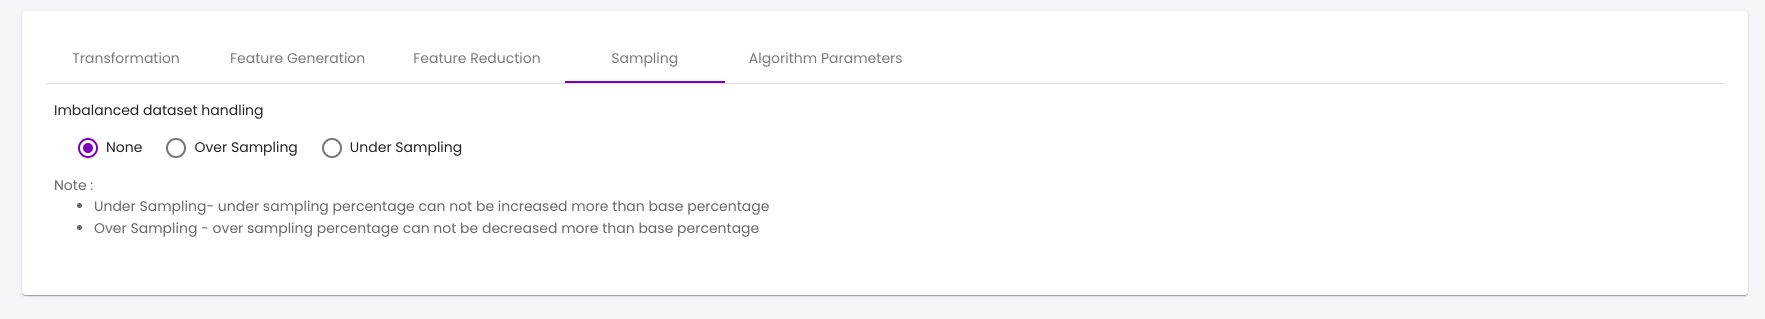 Transformation Feature Generation Feature Reduction Sampling Algorithm Parameters
Imbalanced dataset handling
None Over Sampling Under Sampling
Note :
Under Sampling- under sampling percentage can not be increased more than base percentage
Over Sampling - over sampling percentage can not be decreased more than base percentage